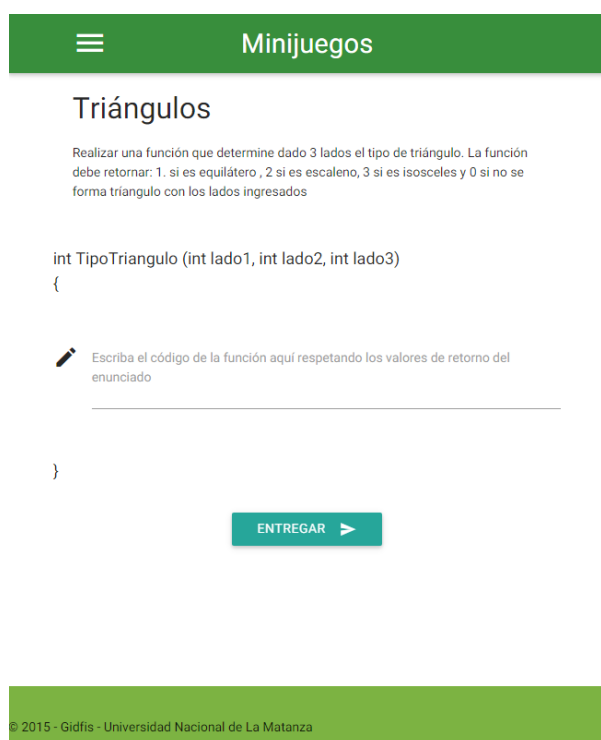 Minijuegos
Triángulos
Realizar una función que determine dado 3 lados el tipo de triángulo. La función
debe retornar: 1. si es equilátero , 2 si es escaleno, 3 si es isosceles y 0 si no se
forma tríangulo con los lados ingresados
int TipoTriangulo (int lado1, int lado2, int lado3)
{
Escriba el código de la función aquí respetando los valores de retorno del
enunciado
}
ENTREGAR
© 2015 - Gidfis - Universidad Nacional de La Matanza